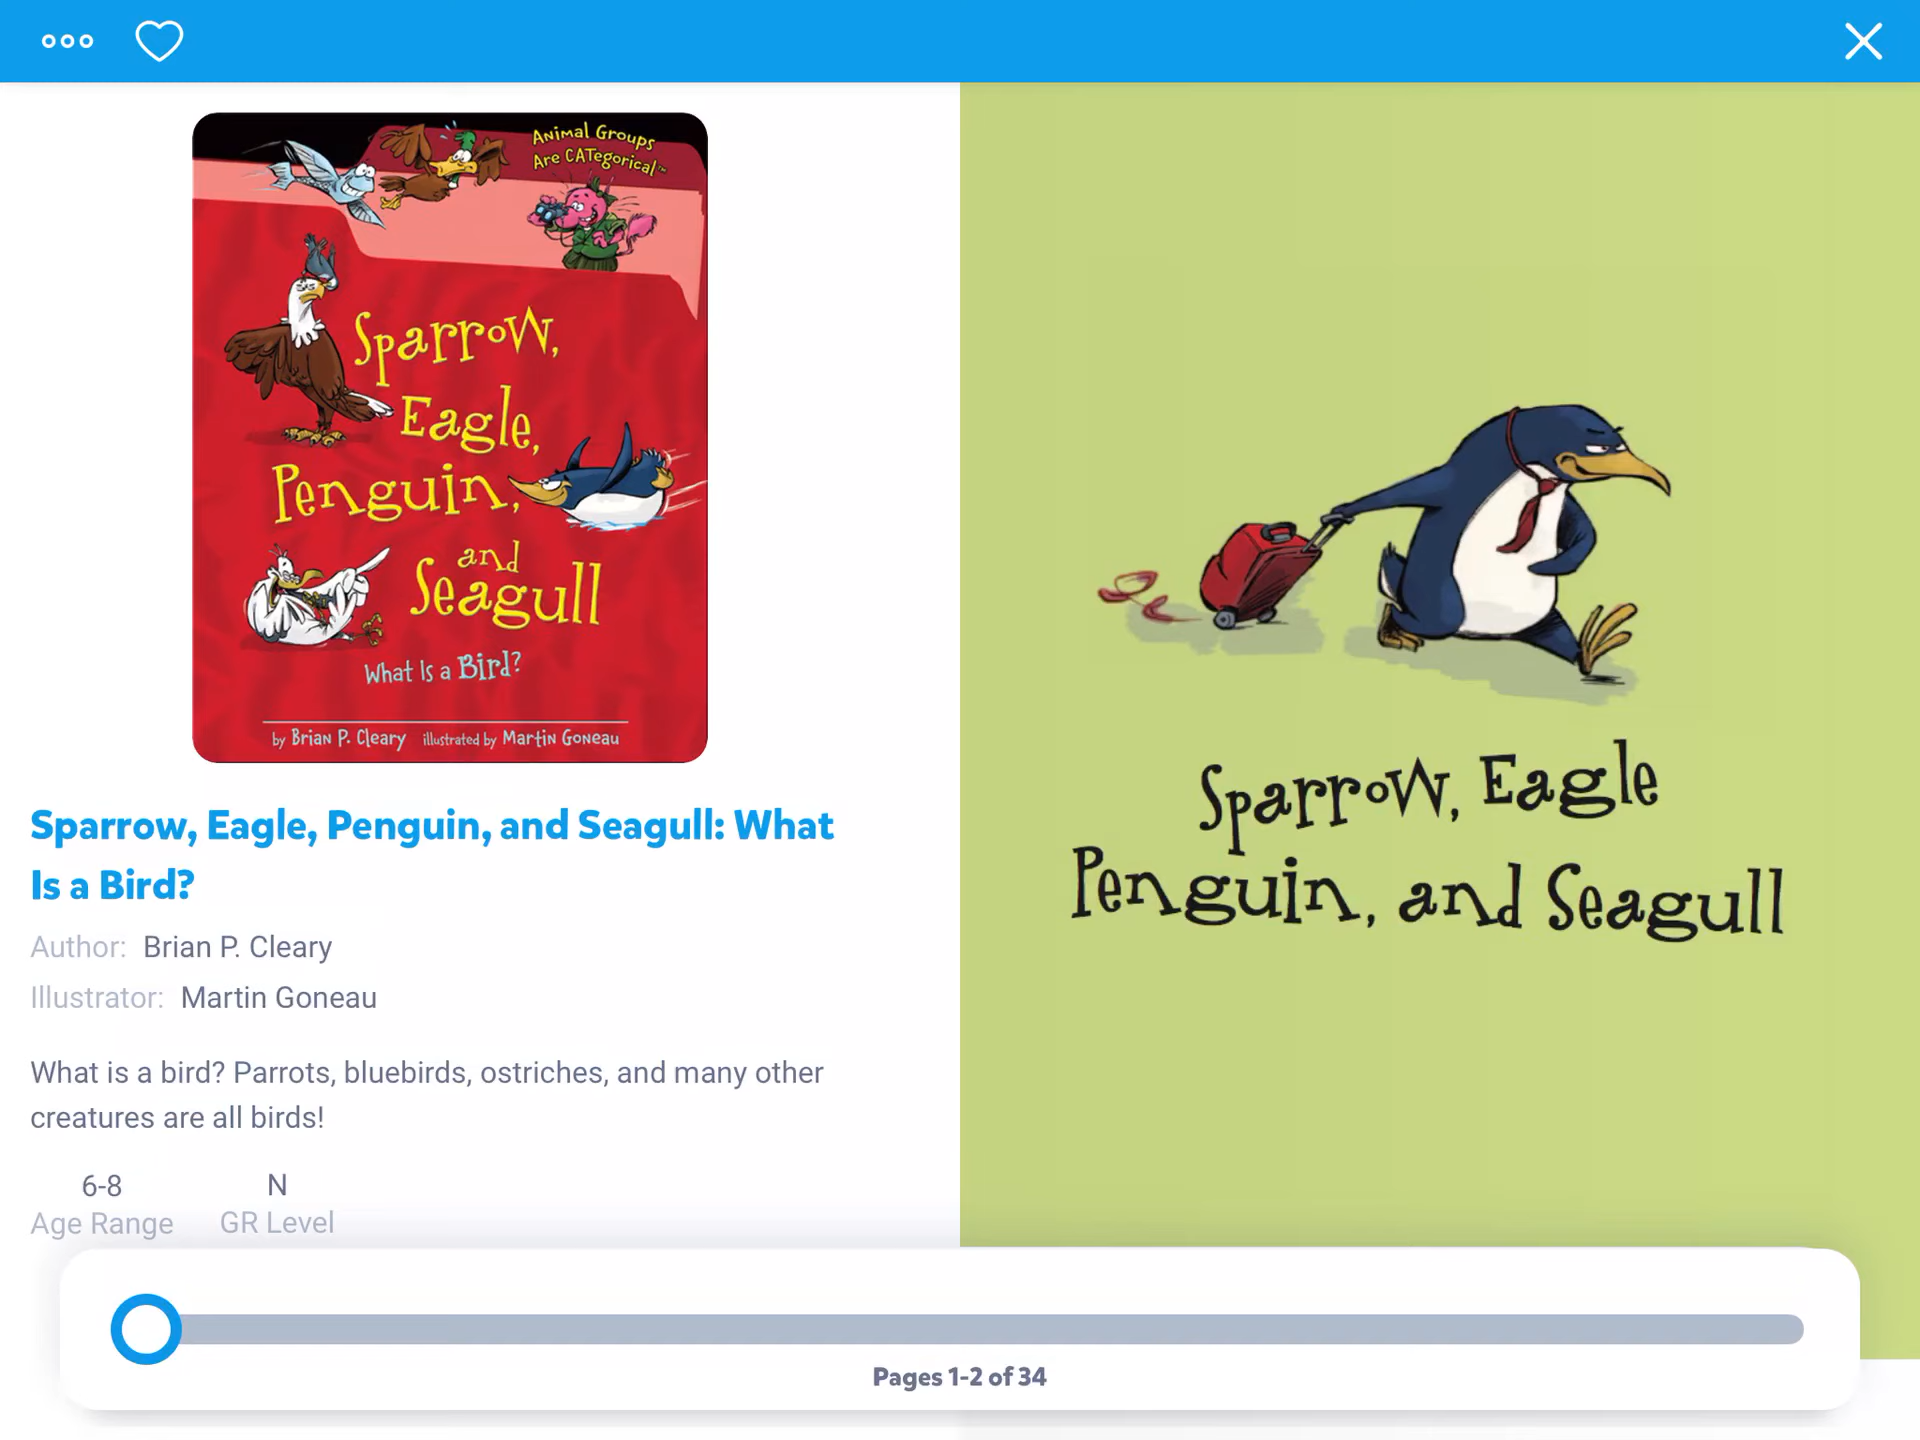 Animal Groups
Are CATegorical™
Sparrow,
Eagle,
Penguin,
and
Seagull
What Is a Bird?
by Brian P. Cleary illustrated by Martin Goneau
Sparrow, Eagle, Penguin, and Seagull: What
Is a Bird?
Author: Brian P. Cleary
Illustrator: Martin Goneau
What is a bird? Parrots, bluebirds, ostriches, and many other
creatures are all birds!
6-8 N
Age Range GR Level
Sparrow, Eagle
Penguin, and Seagull
Pages 1-2 of 34